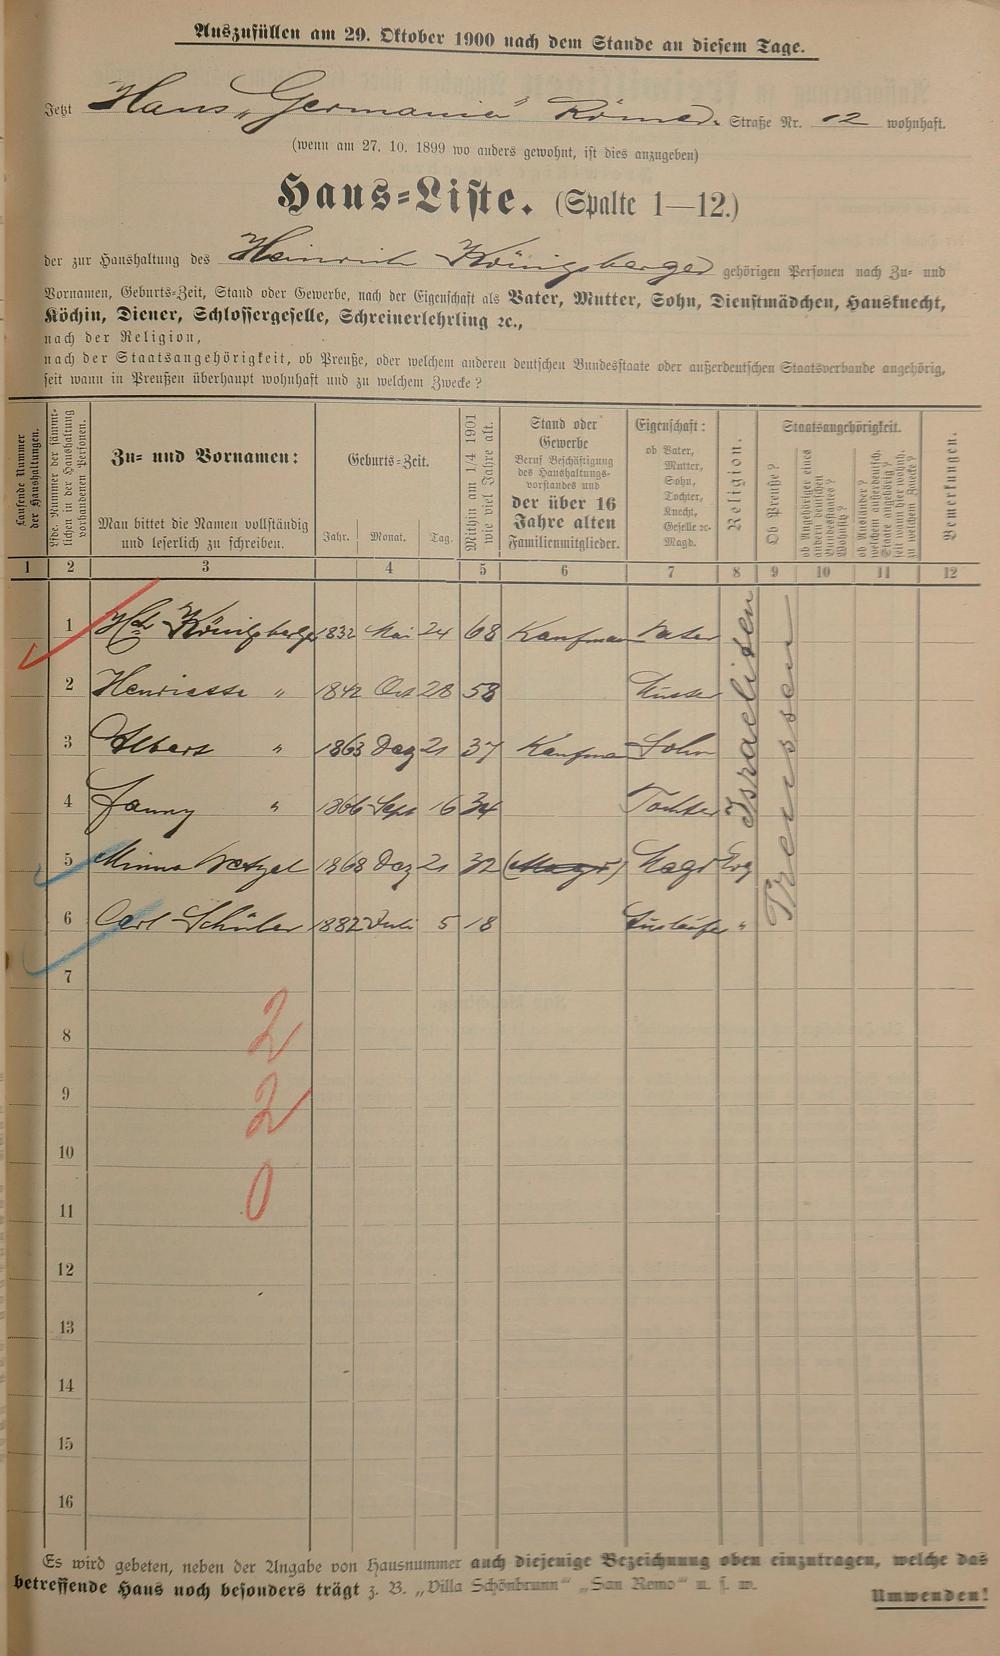 Auszufüllen am 29. Oktober 1900 nach dem Stande an diesem Tage.
Jetzt Haus „Germania" Römer. Straße Nr. 12 wohnhaft.
(wenn am 27. 10. 1899 wo anders gewohnt, ist dies anzugeben)
Haus-Liste. (Spalte 1—12.)
der zur Haushaltung des Heinrich Königsberger gehörigen Personen nach Zu- und
Vornamen, Geburts-Zeit, Stand oder Gewerbe, nach der Eigenschaft als Vater, Mutter, Sohn, Dienstmädchen, Hausknecht,
Köchin, Diener, Schlossergeselle, Schreinerlehrling ꝛc.,
nach der Religion,
nach der Staatsangehörigkeit, ob Preuße, oder welchem anderen deutschen Bundesstaate oder außerdeutschen Staatsverbande angehörig,
seit wann in Preußen überhaupt wohnhaft und zu welchem Zwecke?
Laufende Nummer
der Haushaltungen.
Lfde. Nummer der sämmt-
lichen in der Haushaltung
vorhandenen Personen.
Zu- und Vornamen:
Man bittet die Namen vollständig
und leserlich zu schreiben.
Geburts-Zeit.
Jahr. Monat. Tag.
Mithin am 1/4 1901
wie viel Jahre alt.
Stand oder
Gewerbe
Beruf Beschäftigung
des Haushaltungs-
vorstandes und
der über 16
Jahre alten
Familienmitglieder.
Eigenschaft:
ob Vater,
Mutter,
Sohn,
Tochter,
Knecht,
Geselle ꝛc.
Magd.
Religion.
Staatsangehörigkeit.
Ob Preuße?
ob Angehöriger eines
anderen deutschen
Bundesstaates?
Welchen?
ob Ausländer?
welchem außerdeutsch.
Staate angehörig?
seit wann hier wohnh.
zu welchem Zwecke?
Bemerkungen.
1 2 3 4 5 6 7 8 9 10 11 12
1 Hch Königsberger 1832 Mai 24 68 Kaufmann Vater
2 Henriette " 1842 Oct 28 58 Mutter
3 Albert " 1863 Dez 21 37 Kaufmann Sohn
4 Fanny " 1866 Sept 16 34 Tochter
5 Minna Wetzel 1868 Dez 21 32 (Magd) Magd Evg
6 Carl Schüler 1882 Juli 5 18 Ausläufer "
Israeliten
Preussen
7
2
8
2
9
10
0
11
12
13
14
15
16
Es wird gebeten, neben der Angabe von Hausnummer auch diejenige Bezeichnung oben einzutragen, welche das
betreffende Haus noch besonders trägt z. B. „Villa Schönbrunn" „San Remo" u. s. w.
Umwenden!